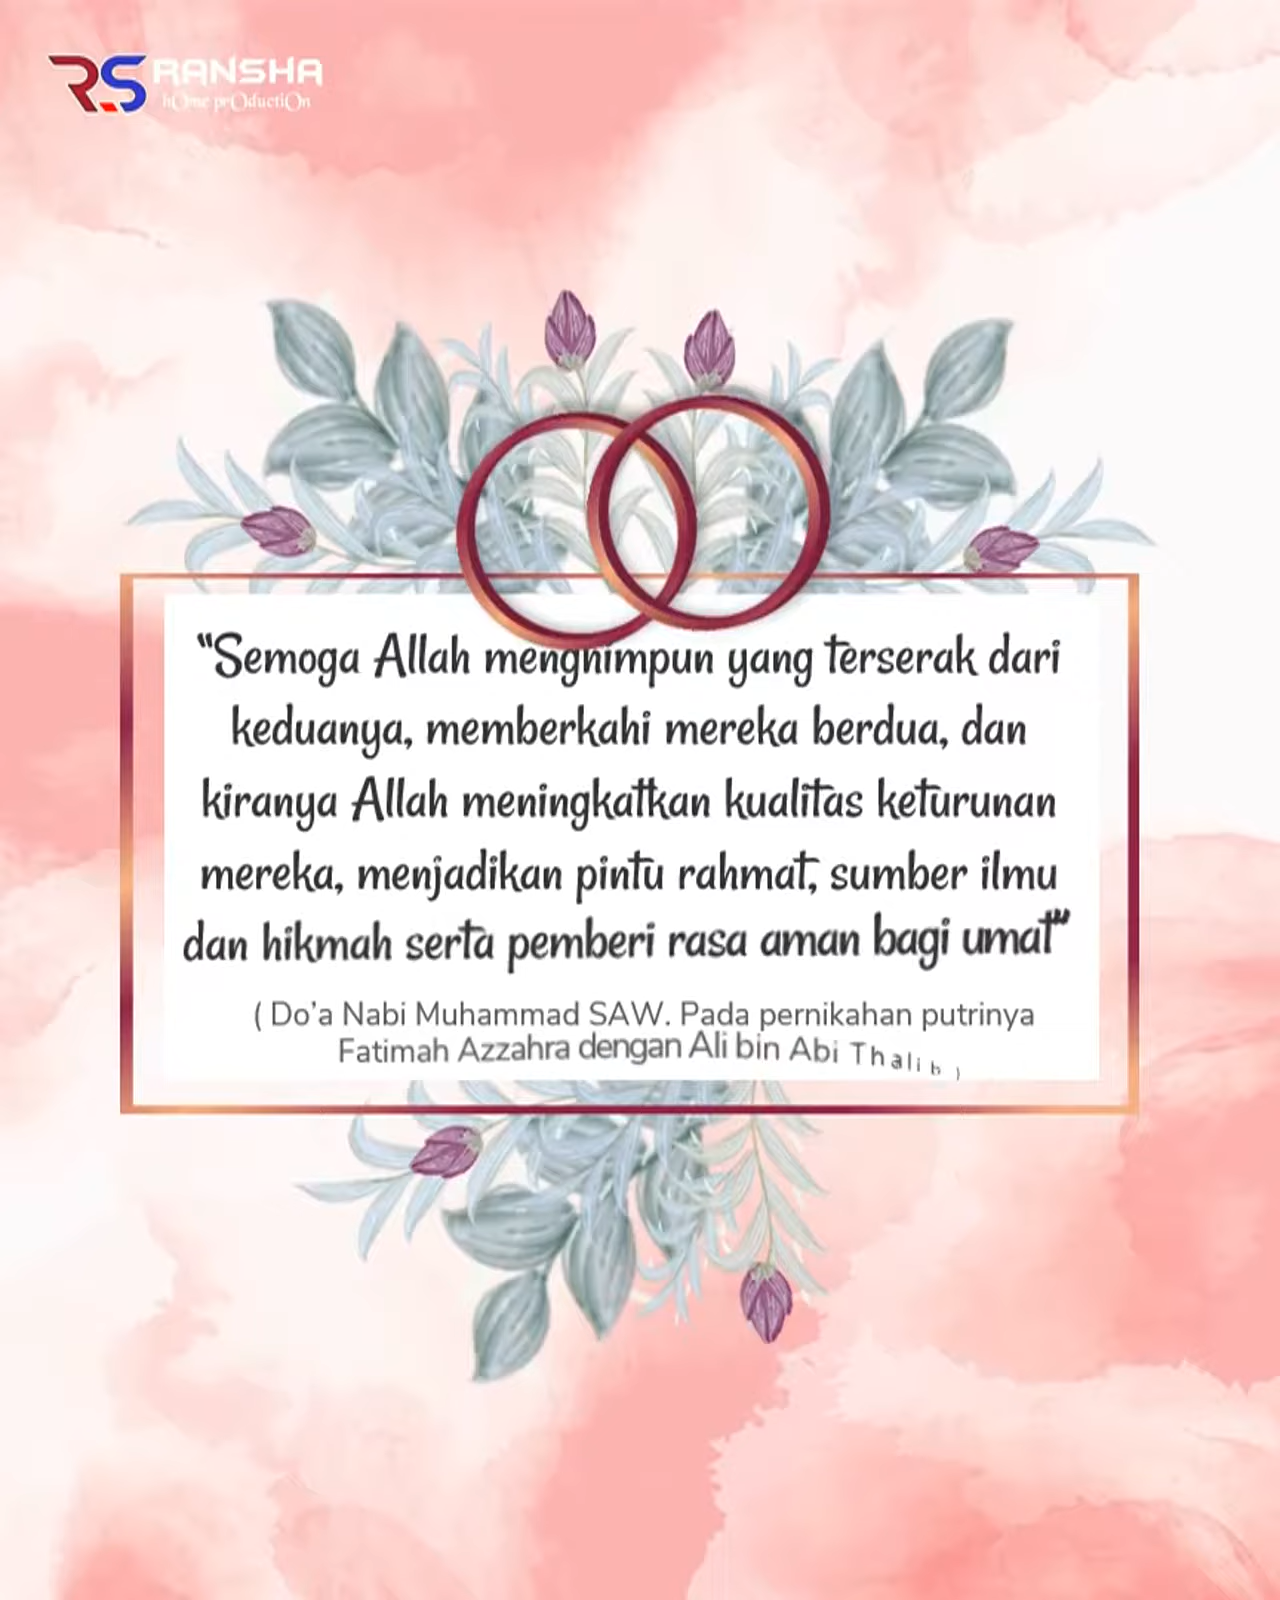 RS RANSHA
hOme prOductiOn
“Semoga Allah menghimpun yang terserak dari
keduanya, memberkahi mereka berdua, dan
kiranya Allah meningkatkan kualitas keturunan
mereka, menjadikan pintu rahmat, sumber ilmu
dan hikmah serta pemberi rasa aman bagi umat”
( Do’a Nabi Muhammad SAW. Pada pernikahan putrinya
Fatimah Azzahra dengan Ali bin Abi Thalib )